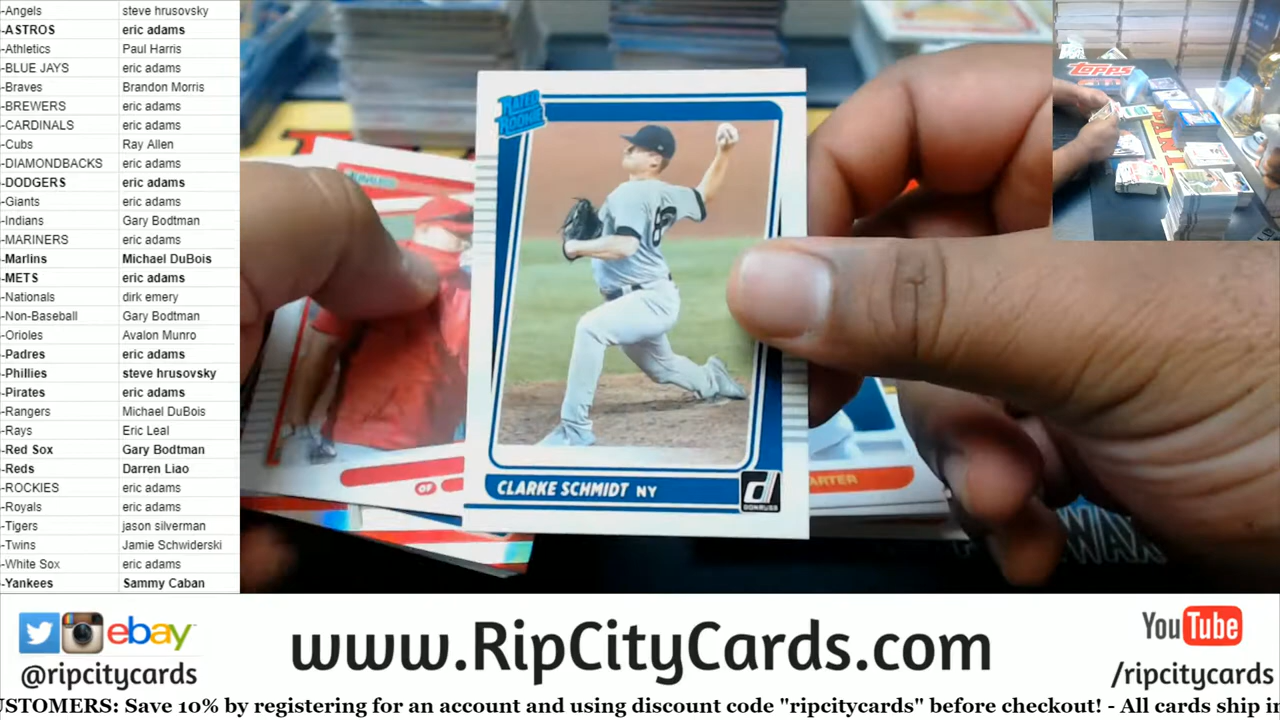 -Angels steve hrusovsky
-ASTROS eric adams
-Athletics Paul Harris
-BLUE JAYS eric adams
-Braves Brandon Morris
-BREWERS eric adams
-CARDINALS eric adams
-Cubs Ray Allen
-DIAMONDBACKS eric adams
-DODGERS eric adams
-Giants eric adams
-Indians Gary Bodtman
-MARINERS eric adams
-Marlins Michael DuBois
-METS eric adams
-Nationals dirk emery
-Non-Baseball Gary Bodtman
-Orioles Avalon Munro
-Padres eric adams
-Phillies steve hrusovsky
-Pirates eric adams
-Rangers Michael DuBois
-Rays Eric Leal
-Red Sox Gary Bodtman
-Reds Darren Liao
-ROCKIES eric adams
-Royals eric adams
-Tigers jason silverman
-Twins Jamie Schwiderski
-White Sox eric adams
-Yankees Sammy Caban
RATED
ROOKIE
CLARKE SCHMIDT NY
d
DONRUSS
OF
ARTER
WAX
Topps
ebay
@ripcitycards
www.RipCityCards.com
YouTube
/ripcitycards
USTOMERS: Save 10% by registering for an account and using discount code "ripcitycards" before checkout! - All cards ship in